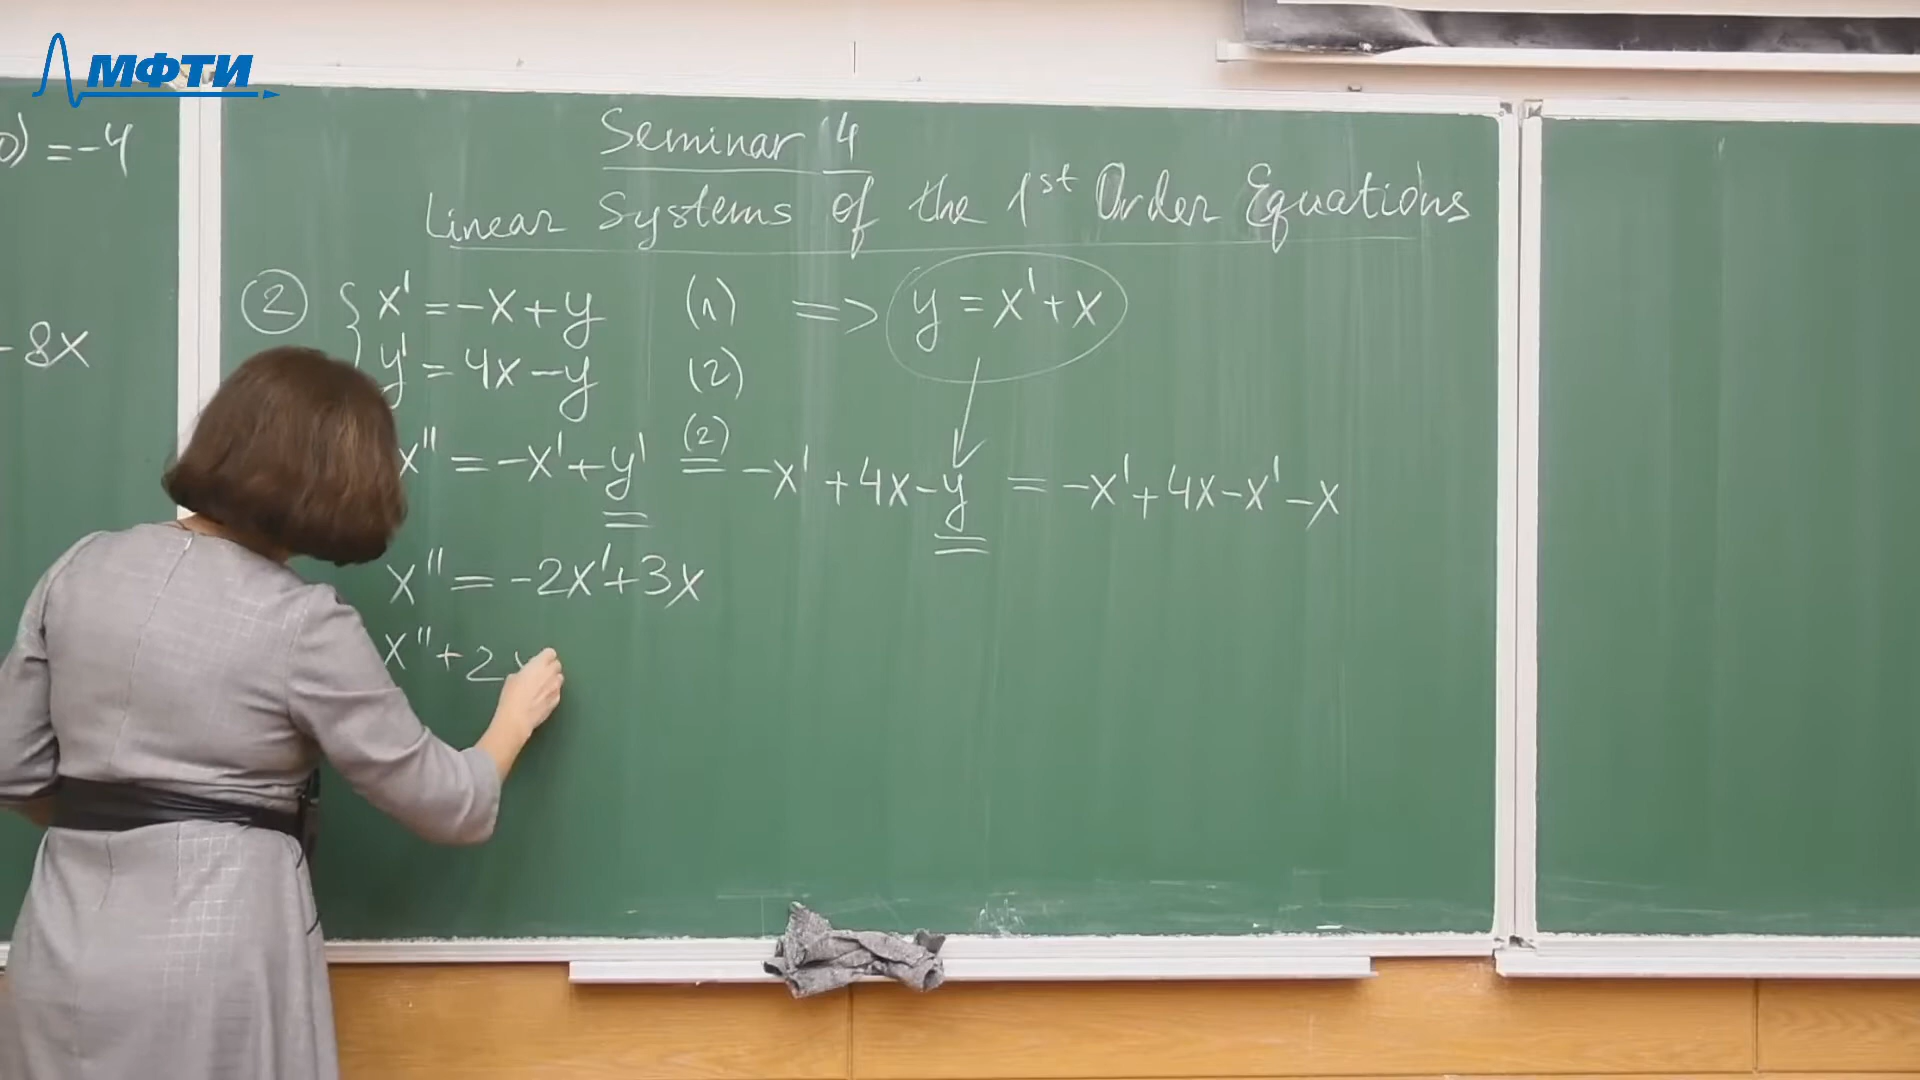 МФТИ
) = -4
- 8x
Seminar 4
Linear Systems of the 1st Order Equations
② { x' = -x + y (1) => y = x' + x
y' = 4x - y (2)
x'' = -x' + y' (2) = -x' + 4x - y = -x' + 4x - x' - x
x'' = -2x' + 3x
x'' + 2